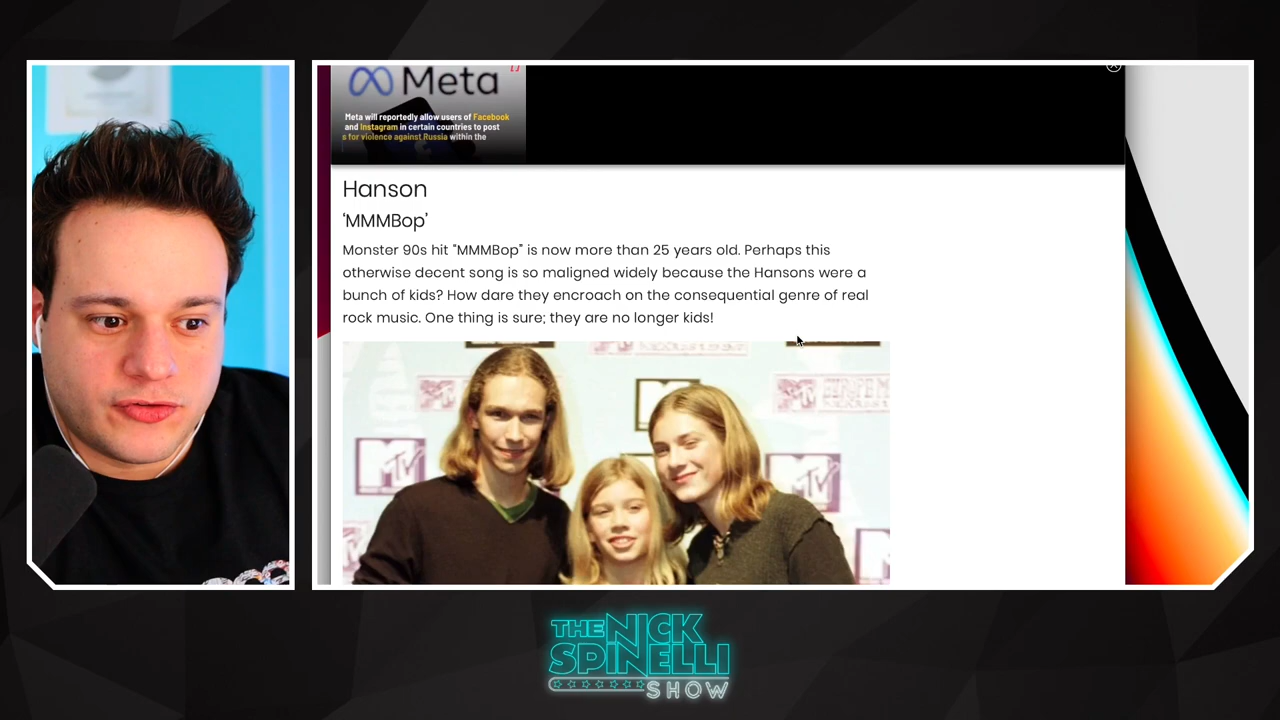 Meta
Meta will reportedly allow users of Facebook
and Instagram in certain countries to post
s for violence against Russia within the
Hanson
‘MMMBop’
Monster 90s hit "MMMBop" is now more than 25 years old. Perhaps this
otherwise decent song is so maligned widely because the Hansons were a
bunch of kids? How dare they encroach on the consequential genre of real
rock music. One thing is sure; they are no longer kids!
MTV
MTV
MTV
THE NICK
SPINELLI
SHOW